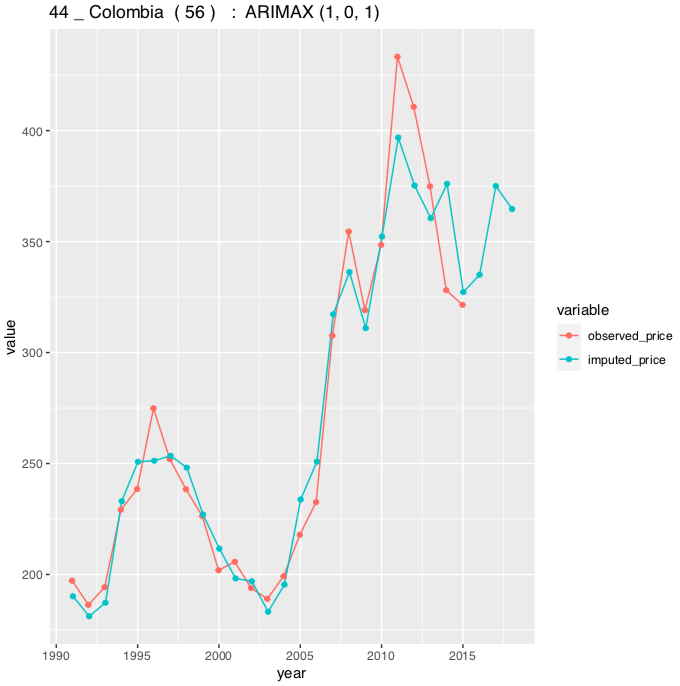 44 _ Colombia ( 56 ) : ARIMAX (1, 0, 1)
value
400
350
300
250
200
1990 1995 2000 2005 2010 2015
year
variable
observed_price
imputed_price